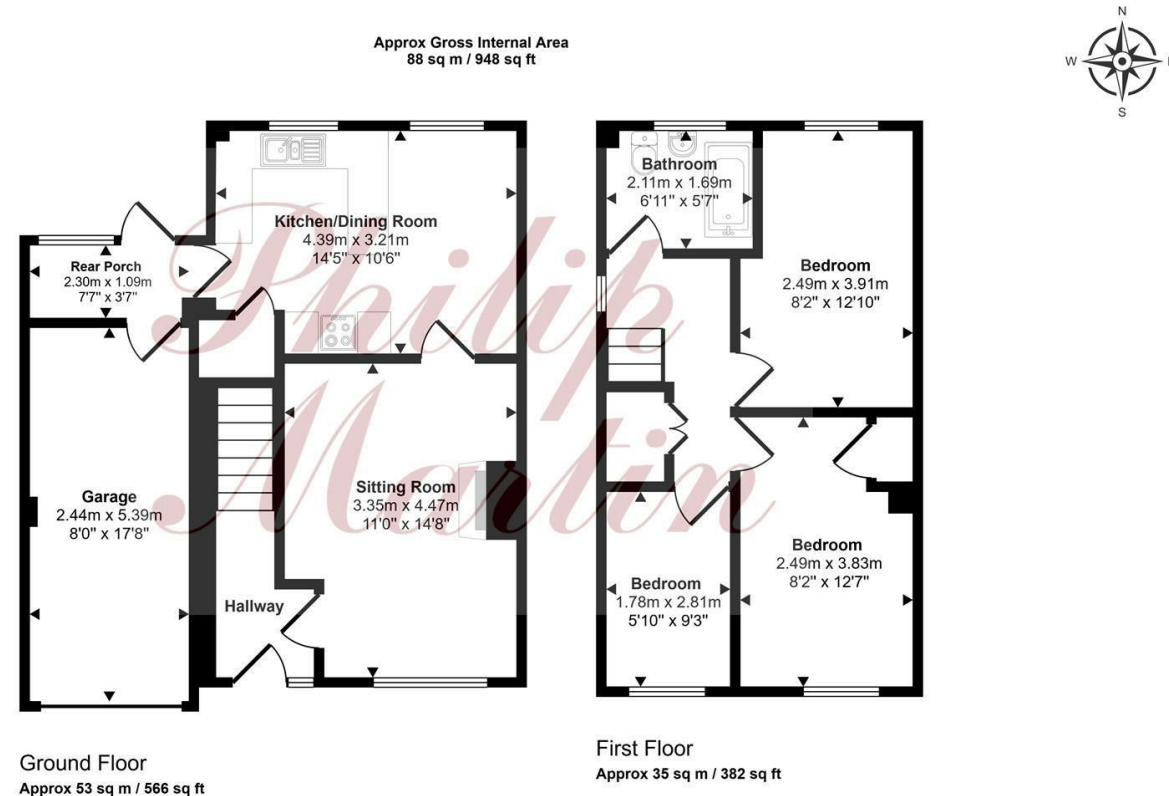 Approx Gross Internal Area
88 sq m / 948 sq ft
N
W
S
Kitchen/Dining Room
4.39m x 3.21m
14'5" x 10'6"
Rear Porch
2.30m x 1.09m
7'7" x 3'7"
Garage
2.44m x 5.39m
8'0" x 17'8"
Sitting Room
3.35m x 4.47m
11'0" x 14'8"
Hallway
Bathroom
2.11m x 1.69m
6'11" x 5'7"
Bedroom
2.49m x 3.91m
8'2" x 12'10"
Bedroom
2.49m x 3.83m
8'2" x 12'7"
Bedroom
1.78m x 2.81m
5'10" x 9'3"
Philip
Martin
Ground Floor
Approx 53 sq m / 566 sq ft
First Floor
Approx 35 sq m / 382 sq ft